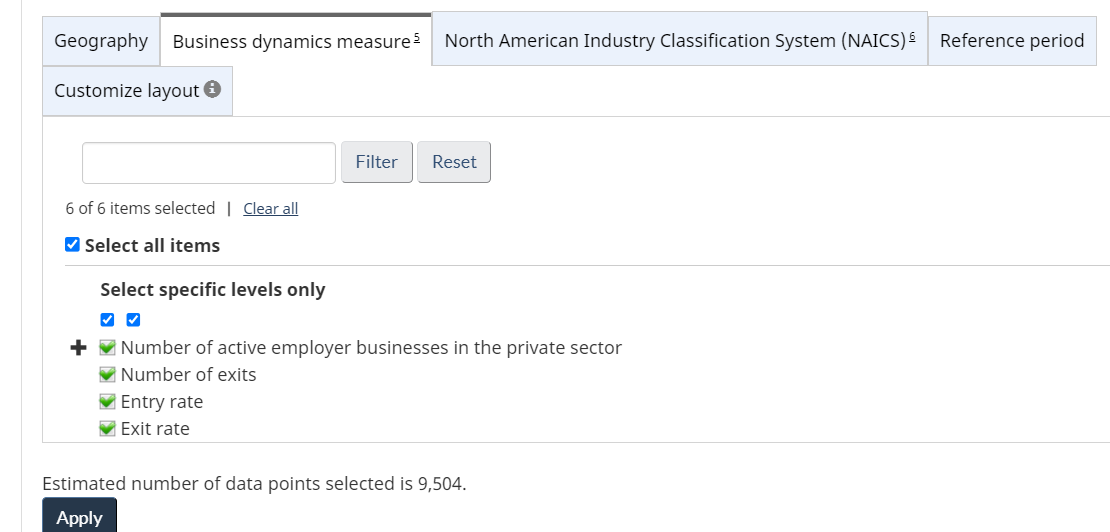 Geography
Business dynamics measure 5
North American Industry Classification System (NAICS) 6
Reference period
Customize layout i
Filter
Reset
6 of 6 items selected | Clear all
Select all items
Select specific levels only
Number of active employer businesses in the private sector
Number of exits
Entry rate
Exit rate
Estimated number of data points selected is 9,504.
Apply